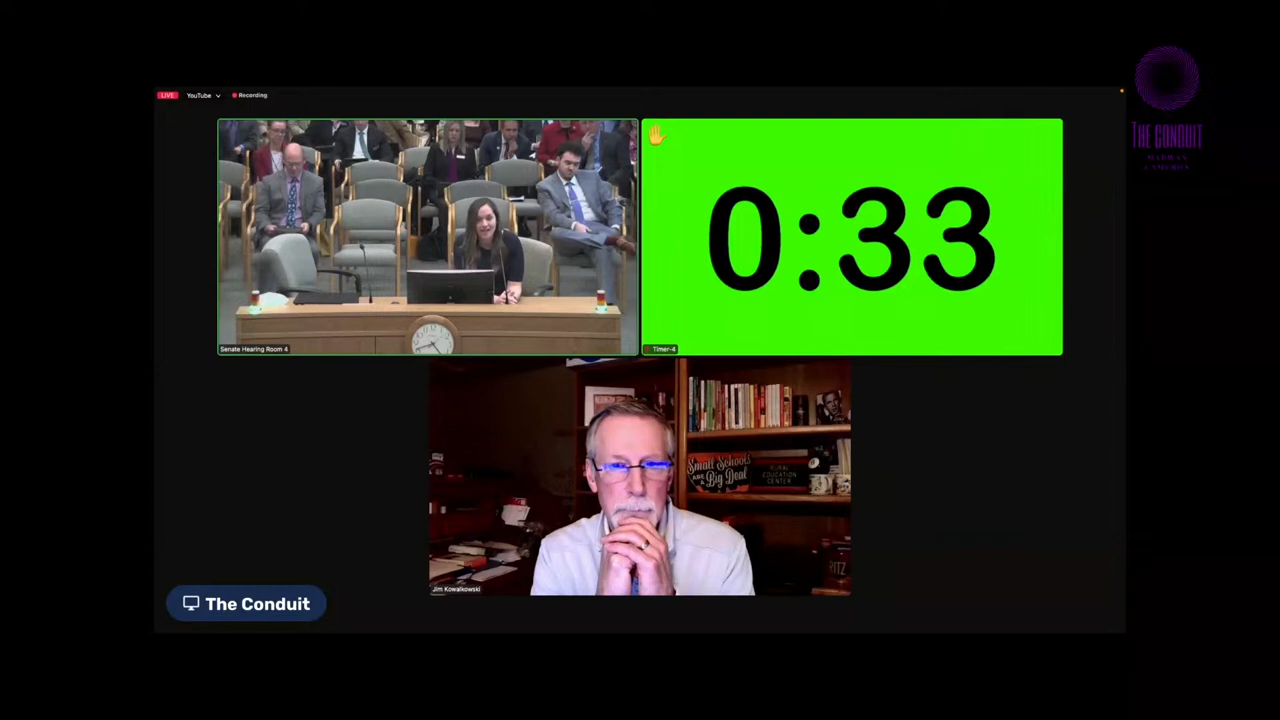 LIVE
YouTube
Recording
THE CONDUIT
0:33
Senate Hearing Room 4
Timer-4
SMALL SCHOOLS
ARE A
BIG DEAL
RURAL
EDUCATION
CENTER
RITZ
Jim Kowalkowski
The Conduit